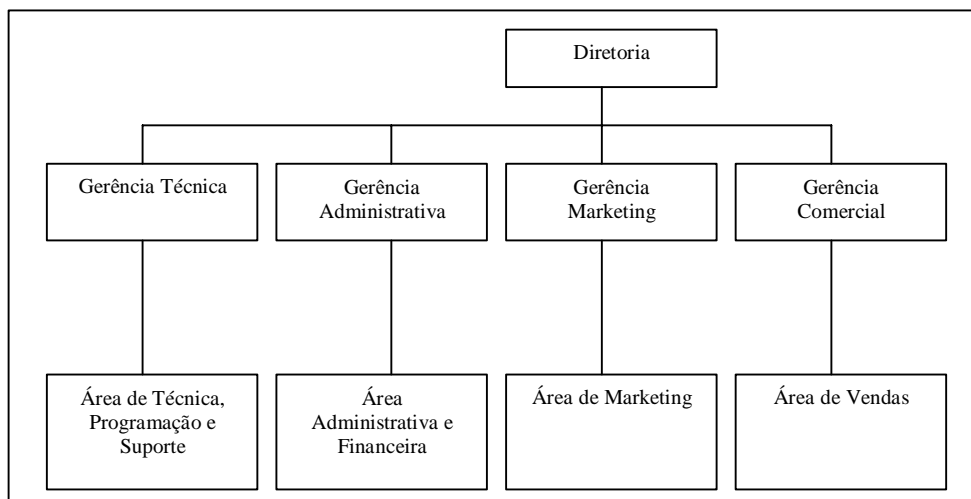 Diretoria
Gerência Técnica
Gerência
Administrativa
Gerência
Marketing
Gerência
Comercial
Área de Técnica,
Programação e
Suporte
Área
Administrativa e
Financeira
Área de Marketing
Área de Vendas